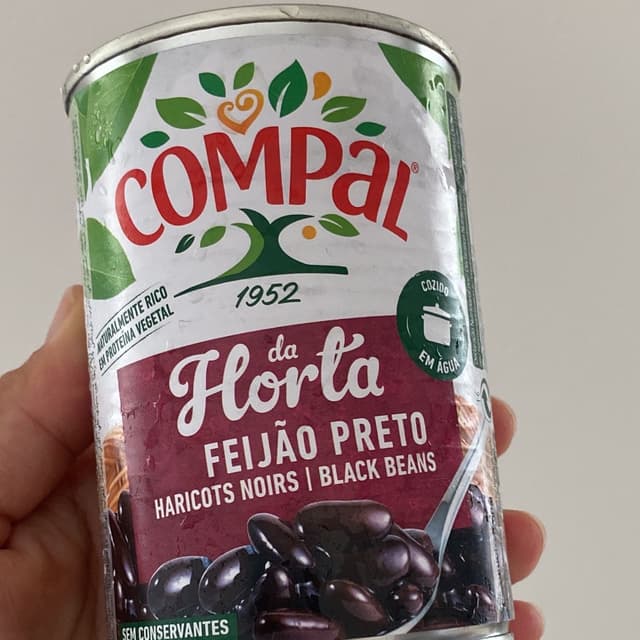 COMPAL®
1952
NATURALMENTE RICO
EM PROTEÍNA VEGETAL
COZIDO
EM ÁGUA
da
Horta
FEIJÃO PRETO
HARICOTS NOIRS | BLACK BEANS
SEM CONSERVANTES